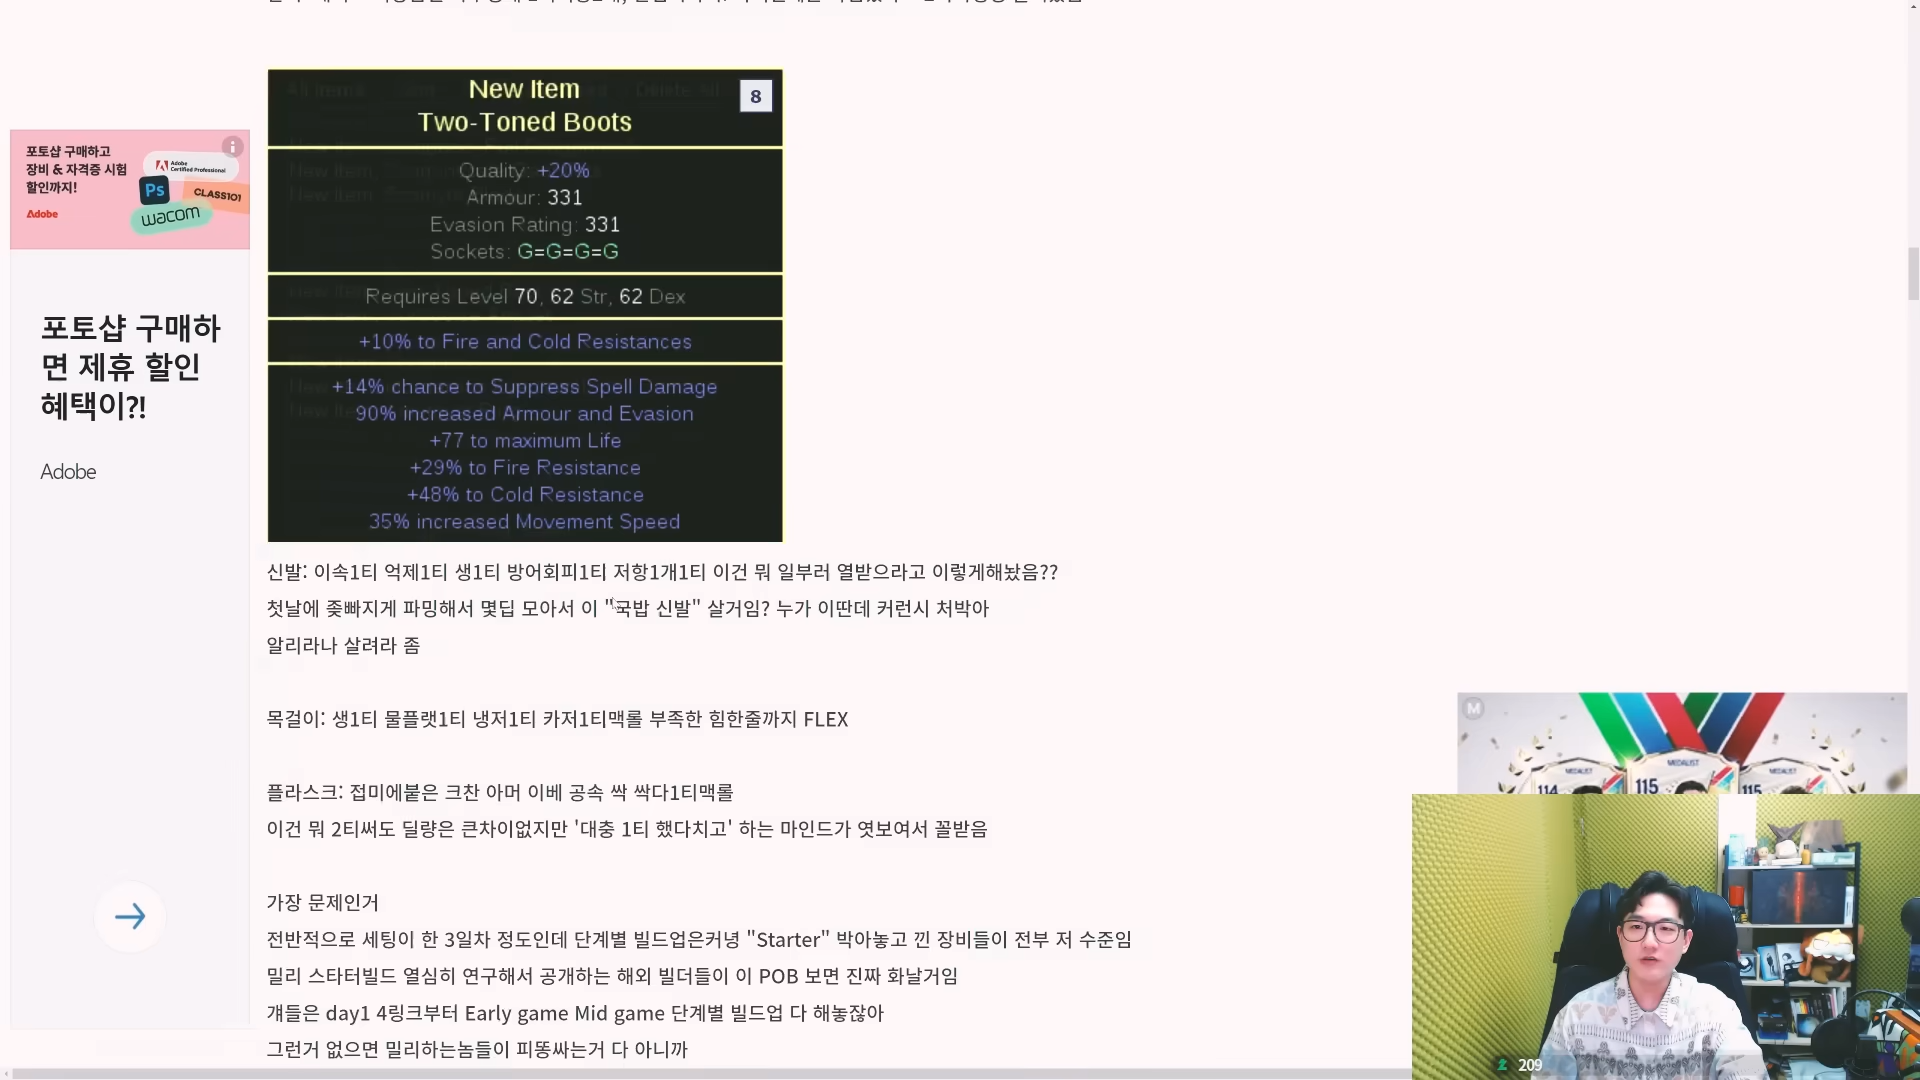 New Item
Two-Toned Boots
8
Quality: +20%
Armour: 331
Evasion Rating: 331
Sockets: G=G=G=G
Requires Level 70, 62 Str, 62 Dex
+10% to Fire and Cold Resistances
+14% chance to Suppress Spell Damage
90% increased Armour and Evasion
+77 to maximum Life
+29% to Fire Resistance
+48% to Cold Resistance
35% increased Movement Speed
포토샵 구매하고
장비 & 자격증 시험
할인까지!
Adobe
Adobe
Certified Professional
Ps
CLASS101
wacom
포토샵 구매하
면 제휴 할인
혜택이?!
Adobe
신발: 이속1티 억제1티 생1티 방어회피1티 저항1개1티 이건 뭐 일부러 열받으라고 이렇게해놨음??
첫날에 좆빠지게 파밍해서 몇딥 모아서 이 "국밥 신발" 살거임? 누가 이딴데 커런시 처박아
알리라나 살려라 좀
목걸이: 생1티 물플랫1티 냉저1티 카저1티맥롤 부족한 힘한줄까지 FLEX
플라스크: 접미에붙은 크찬 아머 이베 공속 싹 싹다1티맥롤
이건 뭐 2티써도 딜량은 큰차이없지만 '대충 1티 했다치고' 하는 마인드가 엿보여서 꼴받음
가장 문제인거
전반적으로 세팅이 한 3일차 정도인데 단계별 빌드업은커녕 "Starter" 박아놓고 낀 장비들이 전부 저 수준임
밀리 스타터빌드 열심히 연구해서 공개하는 해외 빌더들이 이 POB 보면 진짜 화날거임
걔들은 day1 4링크부터 Early game Mid game 단계별 빌드업 다 해놓잖아
그런거 없으면 밀리하는놈들이 피똥싸는거 다 아니까
M
MEDALIST
MEDALIST
MEDALIST
114
115
115
209